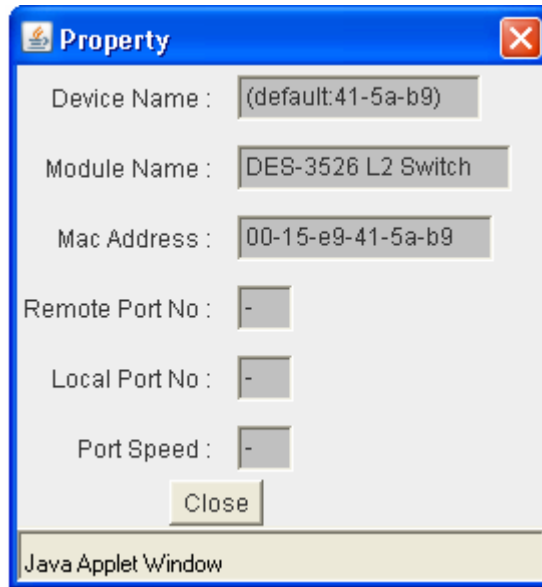 Property
Device Name : (default:41-5a-b9)
Module Name : DES-3526 L2 Switch
Mac Address : 00-15-e9-41-5a-b9
Remote Port No : -
Local Port No : -
Port Speed : -
Close
Java Applet Window